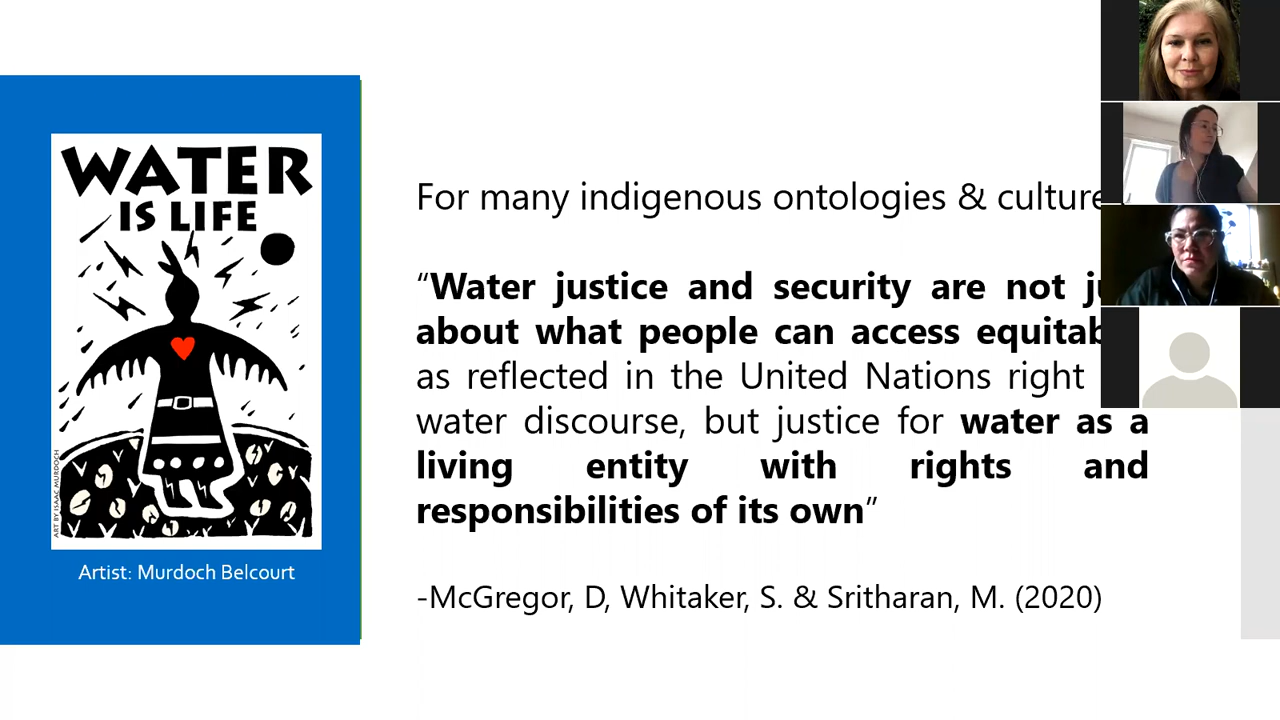 WATER
IS LIFE
ART BY ISAAC MURDOCH
Artist: Murdoch Belcourt
For many indigenous ontologies & culture
“Water justice and security are not
about what people can access
as reflected in the United Nations right
water discourse, but justice for water as a
living entity with rights and
responsibilities of its own”
-McGregor, D, Whitaker, S. & Sritharan, M. (2020)